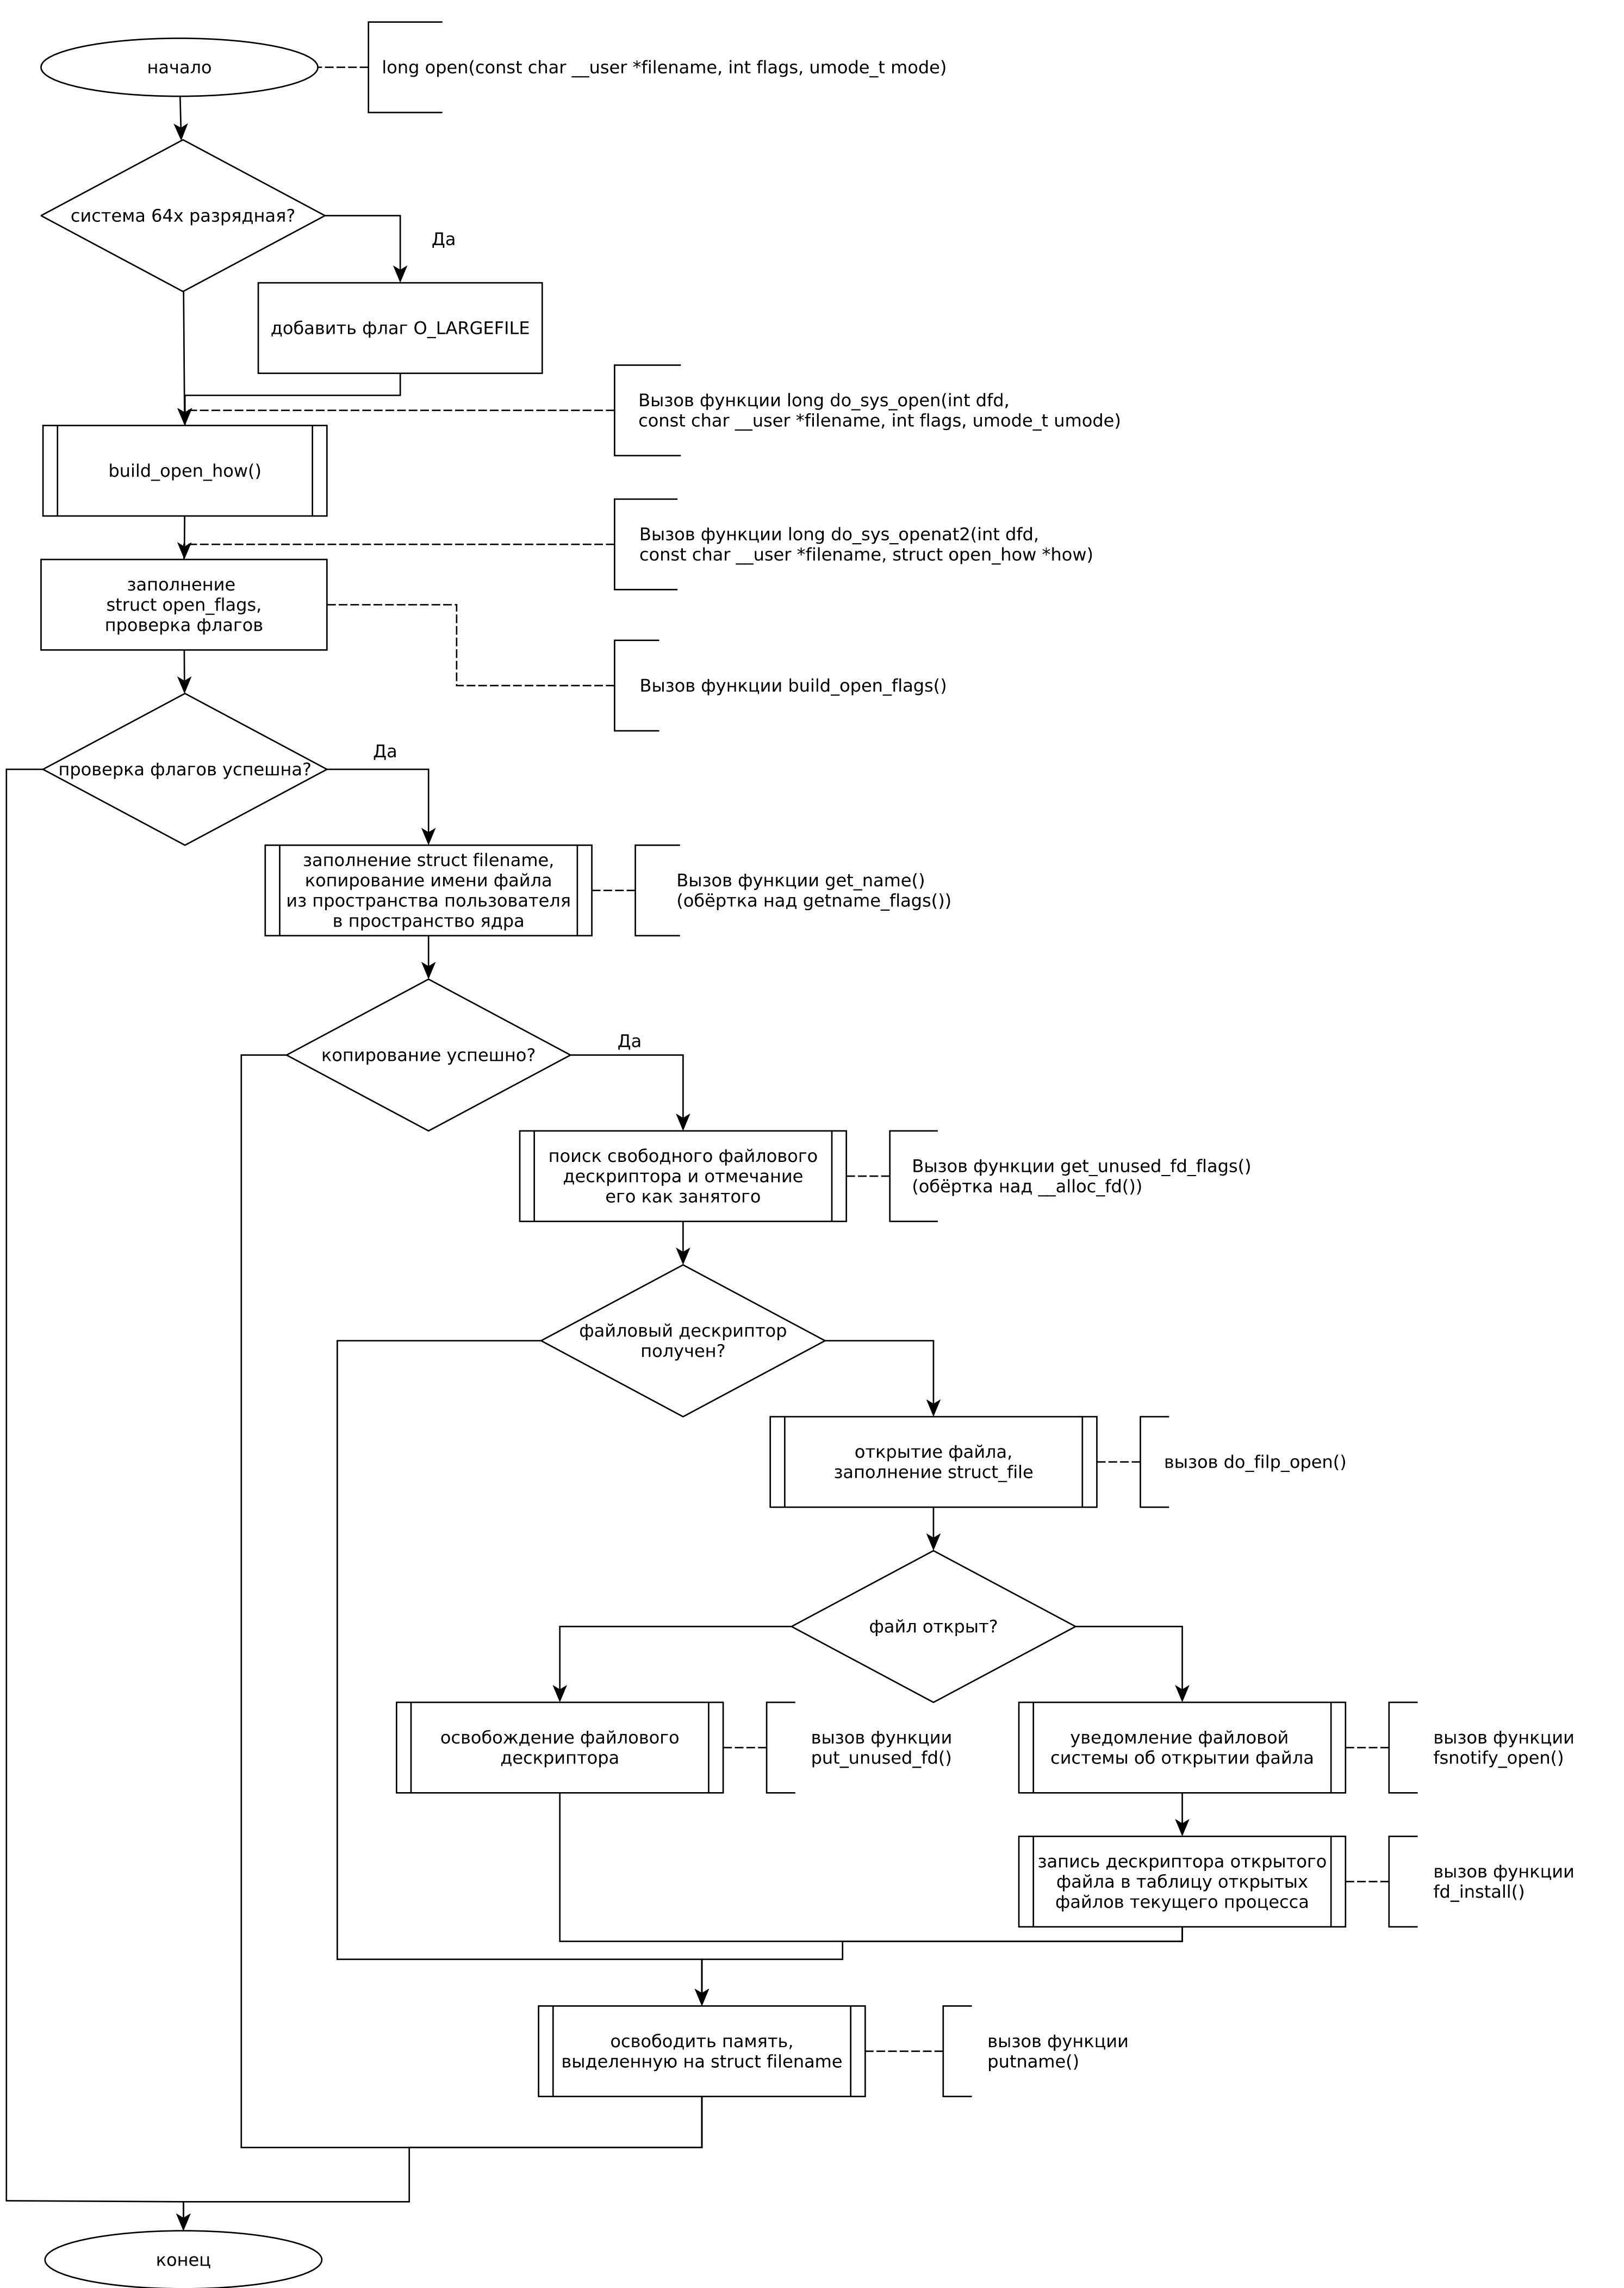 начало
long open(const char __user *filename, int flags, umode_t mode)
система 64х разрядная?
Да
добавить флаг O_LARGEFILE
Вызов функции long do_sys_open(int dfd,
const char __user *filename, int flags, umode_t umode)
build_open_how()
Вызов функции long do_sys_openat2(int dfd,
const char __user *filename, struct open_how *how)
заполнение
struct open_flags,
проверка флагов
Вызов функции build_open_flags()
проверка флагов успешна?
Да
заполнение struct filename,
копирование имени файла
из пространства пользователя
в пространство ядра
Вызов функции get_name()
(обёртка над getname_flags())
копирование успешно?
Да
поиск свободного файлового
дескриптора и отмечание
его как занятого
Вызов функции get_unused_fd_flags()
(обёртка над __alloc_fd())
файловый дескриптор
получен?
открытие файла,
заполнение struct_file
вызов do_filp_open()
файл открыт?
освобождение файлового
дескриптора
вызов функции
put_unused_fd()
уведомление файловой
системы об открытии файла
вызов функции
fsnotify_open()
запись дескриптора открытого
файла в таблицу открытых
файлов текущего процесса
вызов функции
fd_install()
освободить память,
выделенную на struct filename
вызов функции
putname()
конец